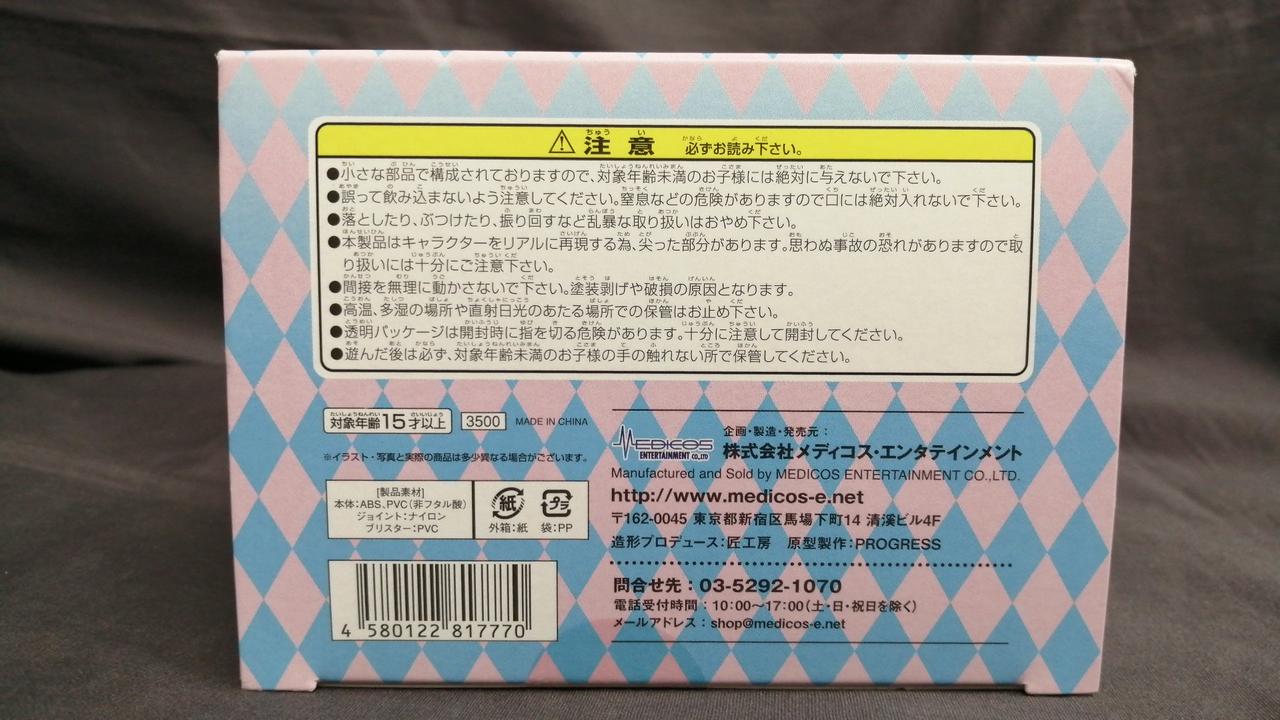 ⚠ 注意 必ずお読み下さい。
●小さな部品で構成されておりますので、対象年齢未満のお子様には絶対に与えないで下さい。
●誤って飲み込まないよう注意してください。窒息などの危険がありますので口には絶対入れないで下さい。
●落としたり、ぶつけたり、振り回すなど乱暴な取り扱いはおやめ下さい。
●本製品はキャラクターをリアルに再現する為、尖った部分があります。思わぬ事故の恐れがありますので取
り扱いには十分にご注意下さい。
●間接を無理に動かさないで下さい。塗装剥げや破損の原因となります。
●高温、多湿の場所や直射日光のあたる場所での保管はお止め下さい。
●透明パッケージは開封時に指を切る危険があります。十分に注意して開封してください。
●遊んだ後は必ず、対象年齢未満のお子様の手の触れない所で保管してください。
対象年齢15才以上 3500 MADE IN CHINA
※イラスト・写真と実際の商品は多少異なる場合がございます。
[製品素材]
本体:ABS、PVC(非フタル酸)
ジョイント:ナイロン
ブリスター:PVC
紙 プラ
外箱:紙 袋:PP
4 580122 817770
MEDICOS
ENTERTAINMENT CO.,LTD
企画・製造・発売元:
株式会社メディコス・エンタテインメント
Manufactured and Sold by MEDICOS ENTERTAINMENT CO.,LTD.
http://www.medicos-e.net
〒162-0045 東京都新宿区馬場下町14 清溪ビル4F
造形プロデュース:匠工房 原型製作:PROGRESS
問合せ先:03-5292-1070
電話受付時間:10:00〜17:00(土・日・祝日を除く)
メールアドレス:shop@medicos-e.net